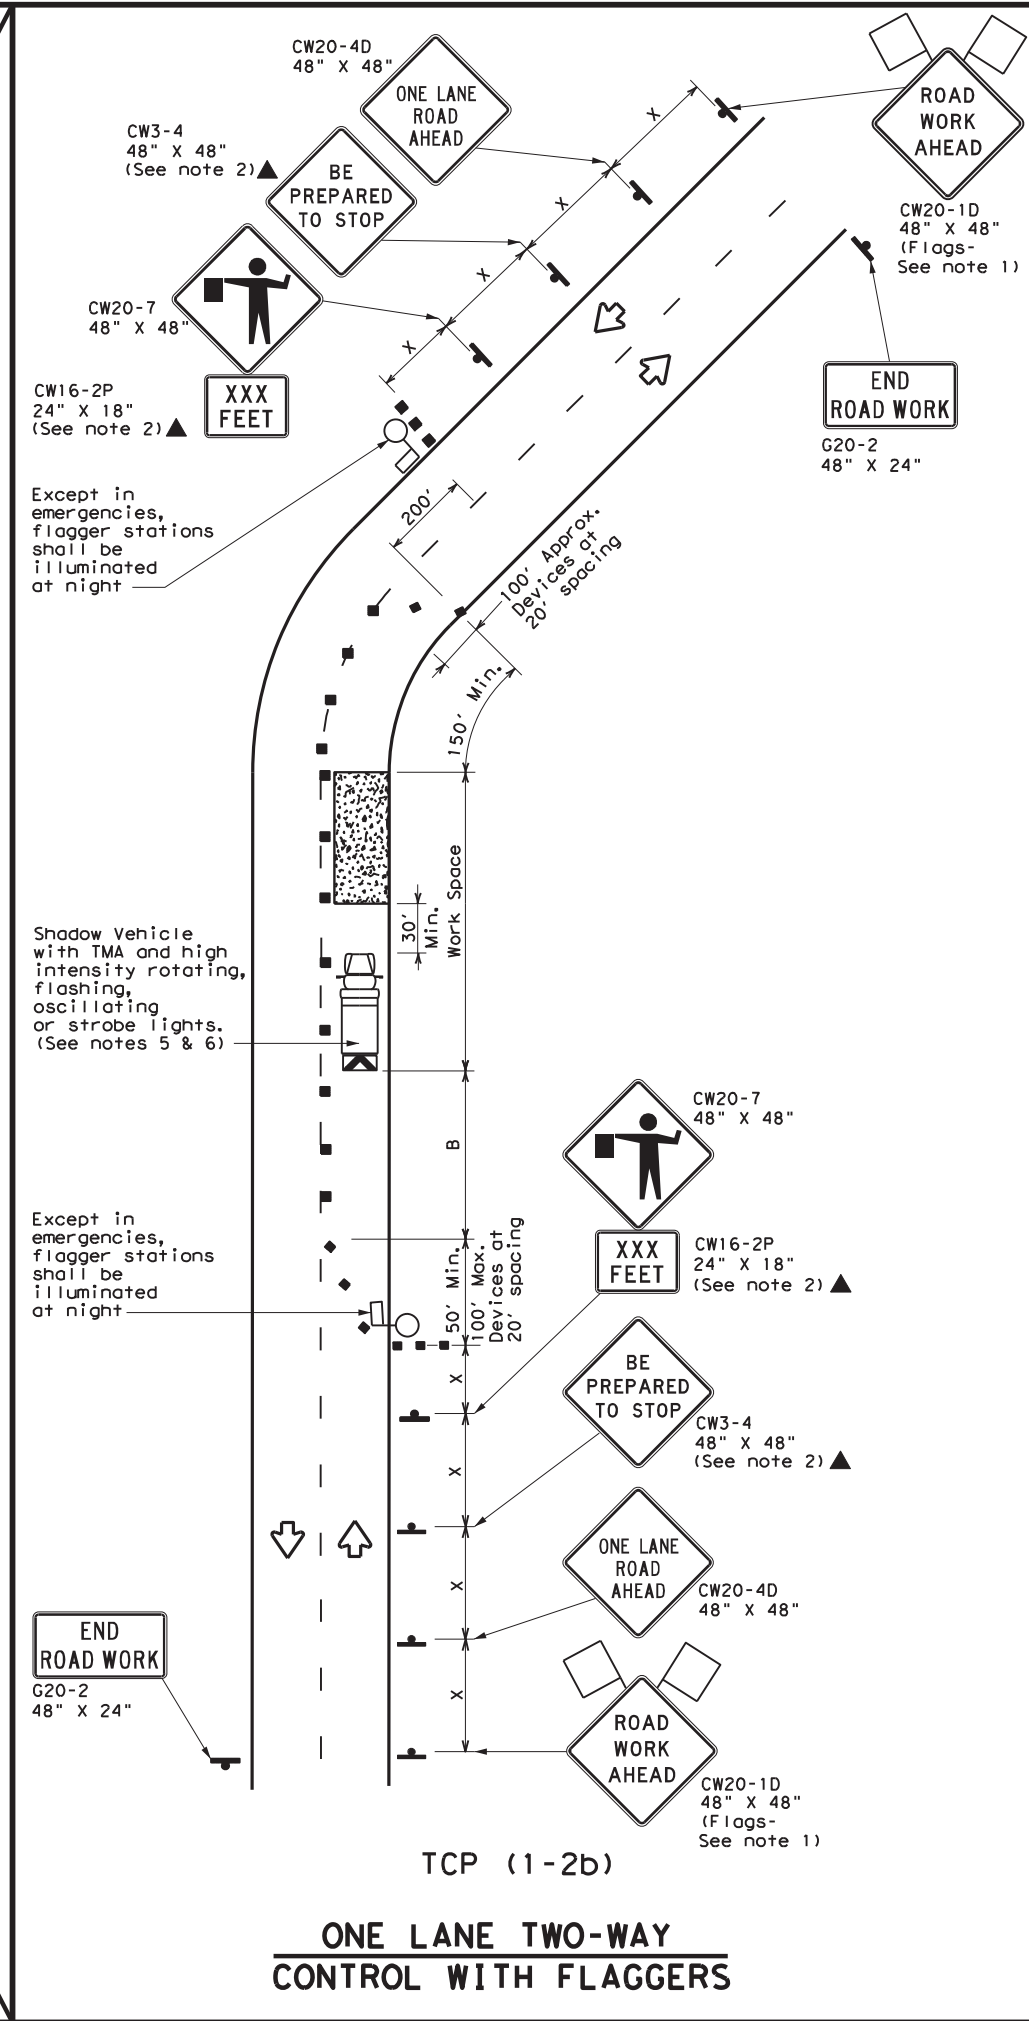 CW20-4D
48" X 48"
ONE LANE
ROAD
AHEAD
X
ROAD
WORK
AHEAD
CW3-4
48" X 48"
(See note 2)
BE
PREPARED
TO STOP
X
CW20-1D
48" X 48"
(Flags-
See note 1)
X
CW20-7
48" X 48"
X
CW16-2P
24" X 18"
(See note 2)
XXX
FEET
END
ROAD WORK
G20-2
48" X 24"
Except in
emergencies,
flagger stations
shall be
illuminated
at night
200'
100' Approx.
Devices at
20' spacing
150' Min.
Work Space
30'
Min.
Shadow Vehicle
with TMA and high
intensity rotating,
flashing,
oscillating
or strobe lights.
(See notes 5 & 6)
B
CW20-7
48" X 48"
Except in
emergencies,
flagger stations
shall be
illuminated
at night
50' Min.
100' Max.
Devices at
20' spacing
XXX
FEET
CW16-2P
24" X 18"
(See note 2)
X
BE
PREPARED
TO STOP
CW3-4
48" X 48"
(See note 2)
X
ONE LANE
ROAD
AHEAD
CW20-4D
48" X 48"
X
END
ROAD WORK
G20-2
48" X 24"
X
ROAD
WORK
AHEAD
CW20-1D
48" X 48"
(Flags-
See note 1)
TCP (1-2b)
ONE LANE TWO-WAY
CONTROL WITH FLAGGERS